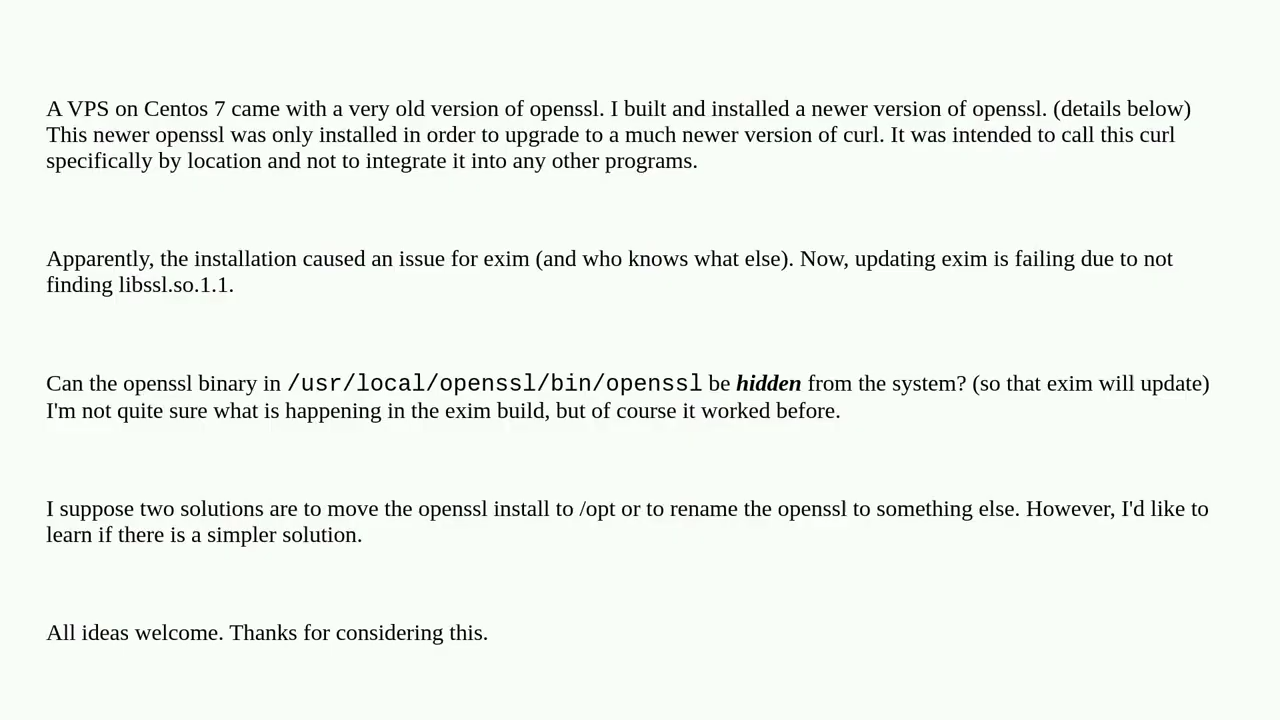 A VPS on Centos 7 came with a very old version of openssl. I built and installed a newer version of openssl. (details below)
This newer openssl was only installed in order to upgrade to a much newer version of curl. It was intended to call this curl
specifically by location and not to integrate it into any other programs.
Apparently, the installation caused an issue for exim (and who knows what else). Now, updating exim is failing due to not
finding libssl.so.1.1.
Can the openssl binary in /usr/local/openssl/bin/openssl be hidden from the system? (so that exim will update)
I'm not quite sure what is happening in the exim build, but of course it worked before.
I suppose two solutions are to move the openssl install to /opt or to rename the openssl to something else. However, I'd like to
learn if there is a simpler solution.
All ideas welcome. Thanks for considering this.